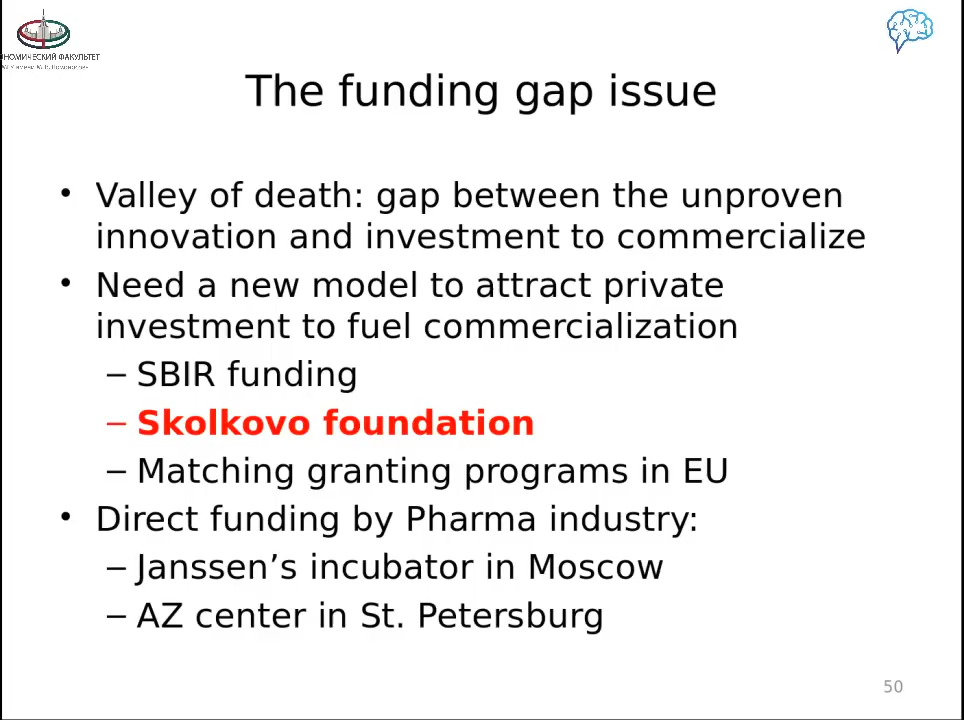 НОМИЧЕСКИЙ ФАКУЛЬТЕТ
The funding gap issue
• Valley of death: gap between the unproven
innovation and investment to commercialize
• Need a new model to attract private
investment to fuel commercialization
– SBIR funding
– Skolkovo foundation
– Matching granting programs in EU
• Direct funding by Pharma industry:
– Janssen’s incubator in Moscow
– AZ center in St. Petersburg
50